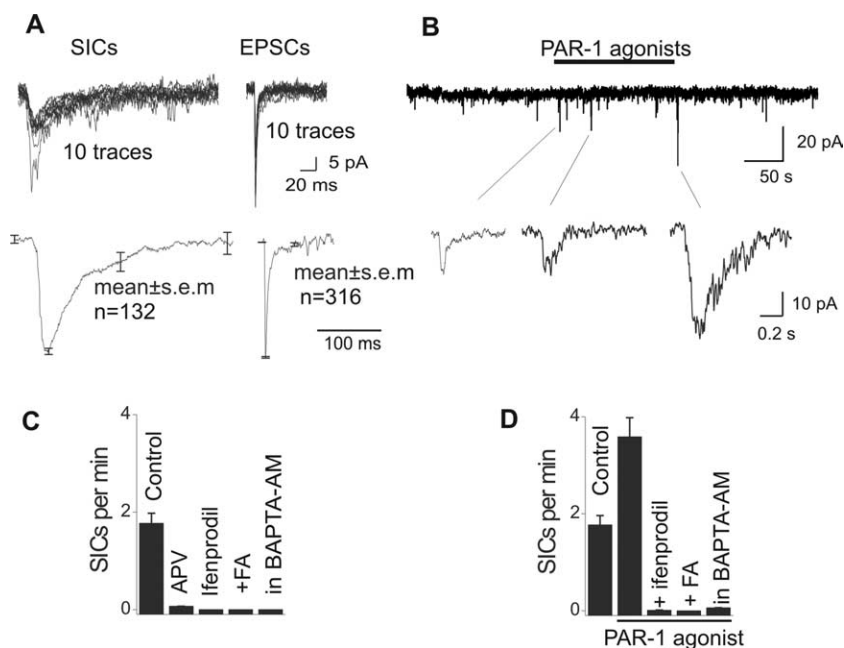 A
SICs
EPSCs
10 traces
10 traces
5 pA
20 ms
mean±s.e.m
n=132
mean±s.e.m
n=316
100 ms
B
PAR-1 agonists
20 pA
50 s
10 pA
0.2 s
C
SICs per min
4
2
0
Control
APV
Ifenprodil
+FA
in BAPTA-AM
D
SICs per min
4
2
0
Control
+ ifenprodil
+ FA
in BAPTA-AM
PAR-1 agonist